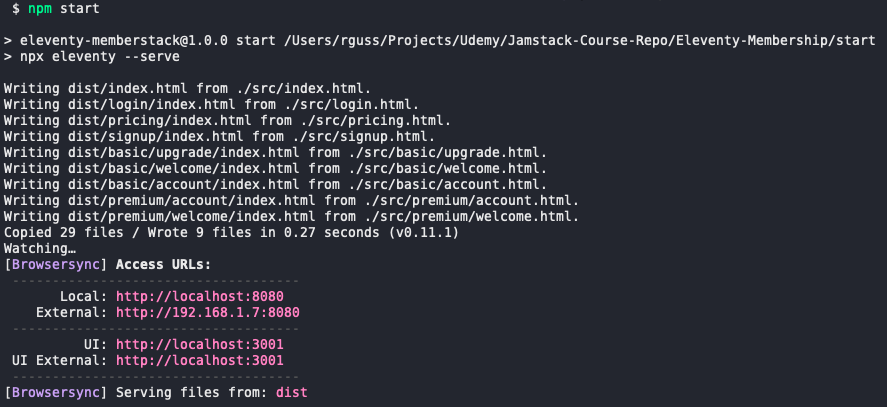 $ npm start
> eleventy-memberstack@1.0.0 start /Users/rguss/Projects/Udemy/Jamstack-Course-Repo/Eleventy-Membership/start
> npx eleventy --serve
Writing dist/index.html from ./src/index.html.
Writing dist/login/index.html from ./src/login.html.
Writing dist/pricing/index.html from ./src/pricing.html.
Writing dist/signup/index.html from ./src/signup.html.
Writing dist/basic/upgrade/index.html from ./src/basic/upgrade.html.
Writing dist/basic/welcome/index.html from ./src/basic/welcome.html.
Writing dist/basic/account/index.html from ./src/basic/account.html.
Writing dist/premium/account/index.html from ./src/premium/account.html.
Writing dist/premium/welcome/index.html from ./src/premium/welcome.html.
Copied 29 files / Wrote 9 files in 0.27 seconds (v0.11.1)
Watching…
[Browsersync] Access URLs:
------------------------------------
Local: http://localhost:8080
External: http://192.168.1.7:8080
------------------------------------
UI: http://localhost:3001
UI External: http://localhost:3001
------------------------------------
[Browsersync] Serving files from: dist